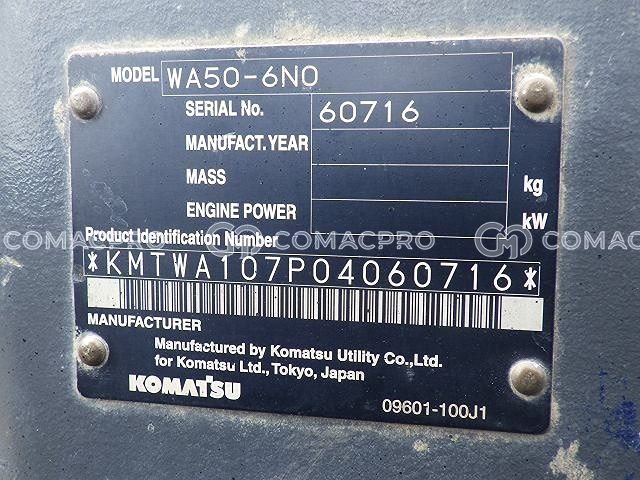 MODEL WA50-6N0
SERIAL No. 60716
MANUFACT.YEAR
MASS kg
ENGINE POWER kW
Product Identification Number
COMACPRO COMACPRO COMACPRO
*KMTWA107P04060716*
MANUFACTURER
Manufactured by Komatsu Utility Co.,Ltd.
for Komatsu Ltd.,Tokyo, Japan
KOMATSU
09601-100J1